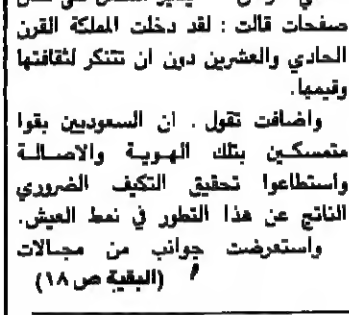 صفحات قالت : لقد دخلت المملكة القرن
الحادي والعشرين دون ان تتنكر لثقافتها
وقيمها.
واضافت تقول . ان السعوديين بقوا
متمسكين بتلك الهوية والاصالة
واستطاعوا تحقيق التكيف الضروري
الناتج عن هذا التطور في نمط العيش.
واستعرضت جوانب من مجالات
(البقية ص ١٨)